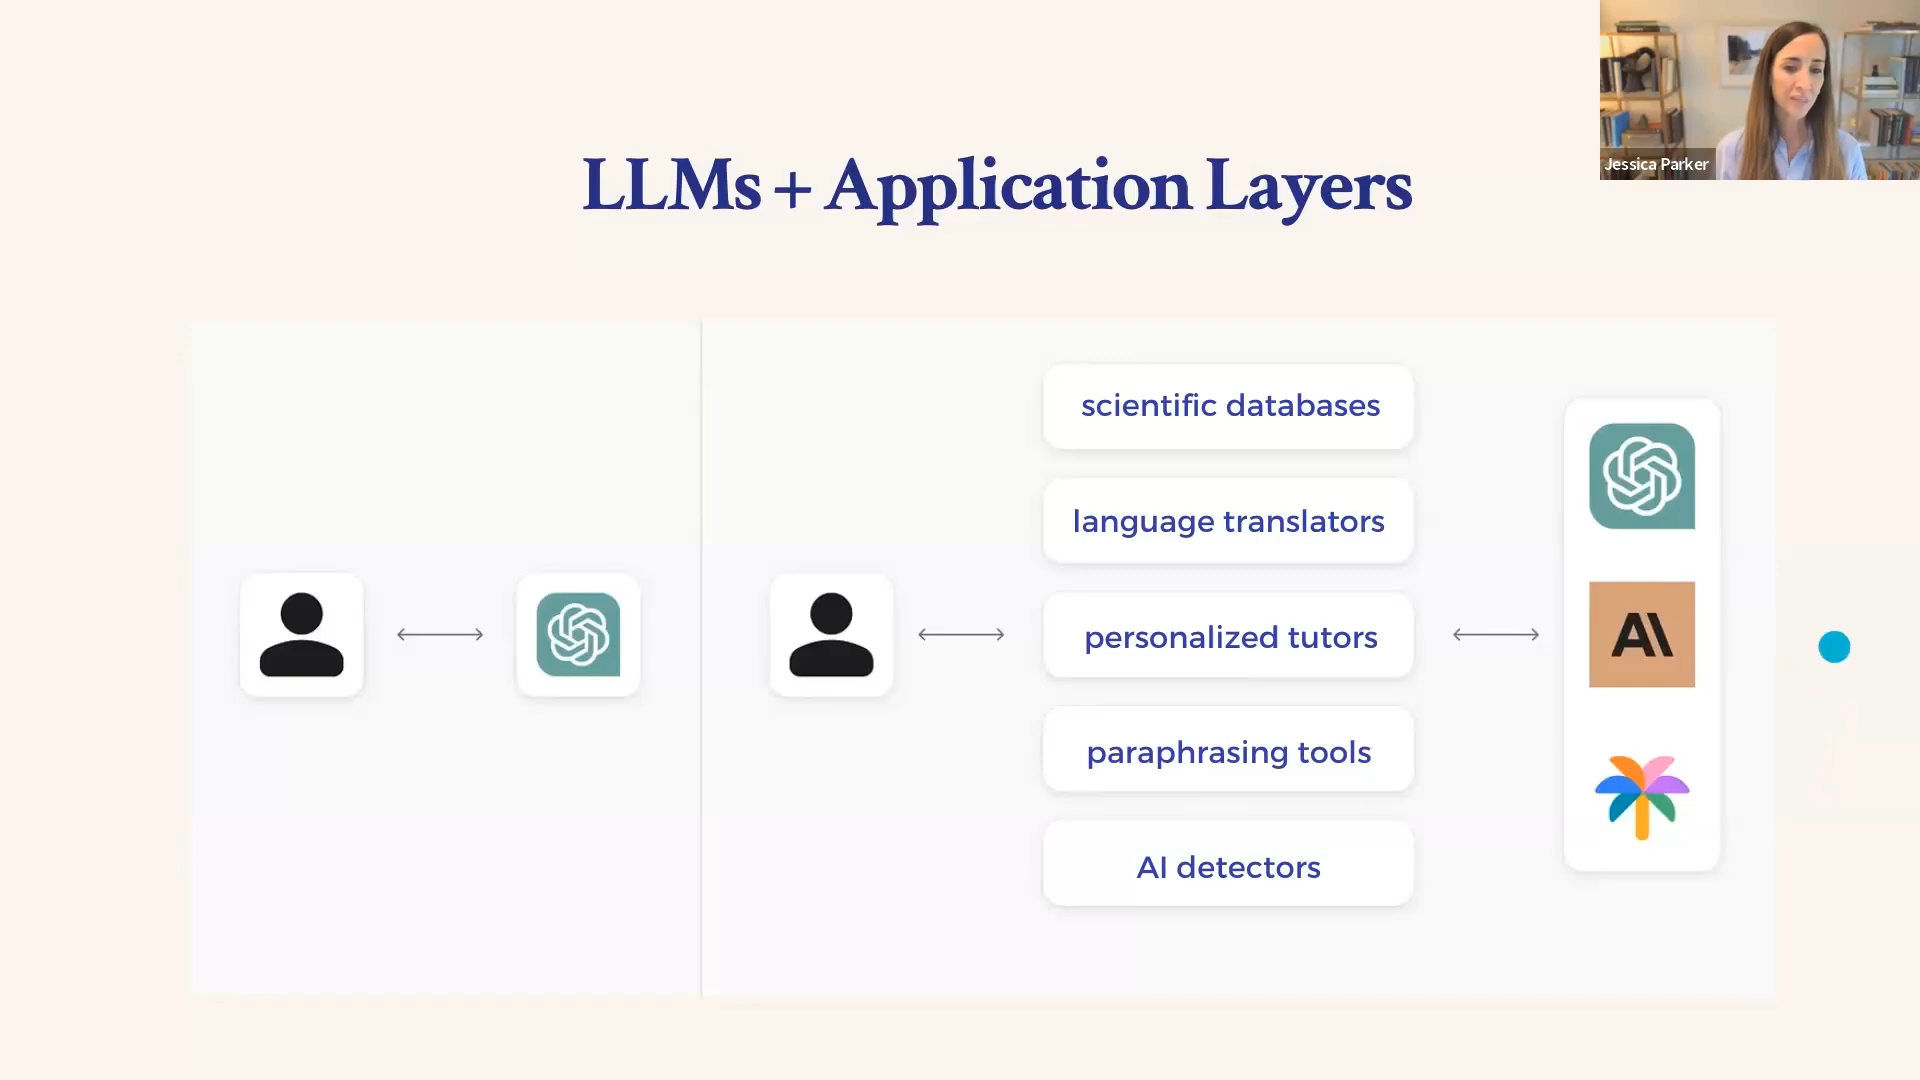 LLMs + Application Layers
Jessica Parker
scientific databases
language translators
personalized tutors
paraphrasing tools
AI detectors